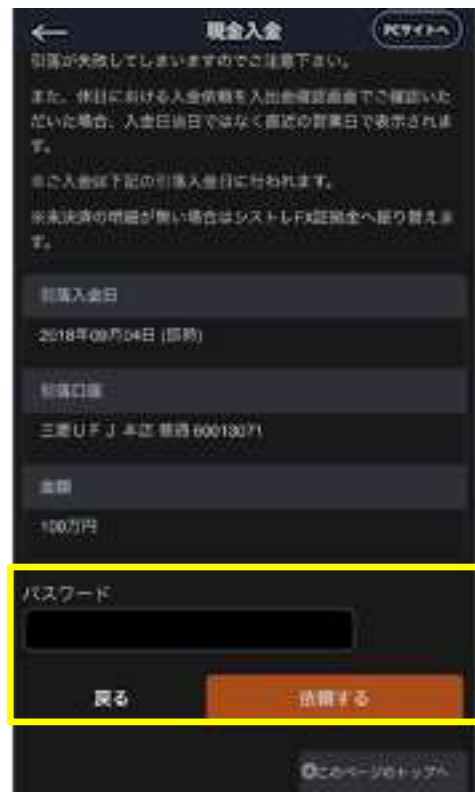 現金入金
PCサイトへ
引落が失敗してしまいますのでご注意下さい。
また、休日における入金依頼を入出金確認画面でご確認いた
だいた場合、入金日当日ではなく直近の営業日で表示されま
す。
※ご入金は下記の引落入金日に行われます。
※未決済の明細が無い場合はシストレFX証拠金へ振り替えま
す。
引落入金日
2018年09月04日 (即時)
引落口座
三菱UFJ 本店 普通 60013071
金額
100万円
パスワード
戻る
依頼する
このページのトップへ